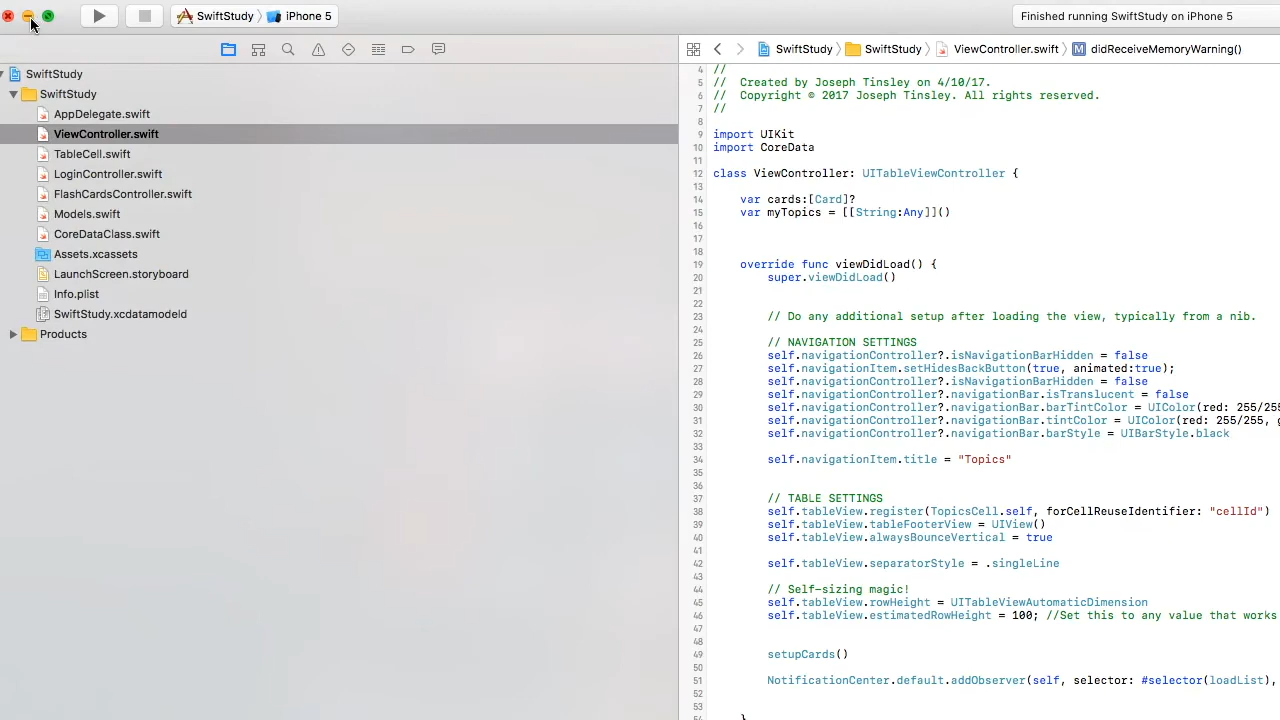 SwiftStudy iPhone 5 Finished running SwiftStudy on iPhone 5
SwiftStudy SwiftStudy ViewController.swift M didReceiveMemoryWarning()
SwiftStudy
SwiftStudy
AppDelegate.swift
ViewController.swift
TableCell.swift
LoginController.swift
FlashCardsController.swift
Models.swift
CoreDataClass.swift
Assets.xcassets
LaunchScreen.storyboard
Info.plist
SwiftStudy.xcdatamodeld
Products
4 //
5 // Created by Joseph Tinsley on 4/10/17.
6 // Copyright © 2017 Joseph Tinsley. All rights reserved.
7 //
8
9 import UIKit
10 import CoreData
11
12 class ViewController: UITableViewController {
13
14 var cards:[Card]?
15 var myTopics = [[String:Any]]()
16
17
18
19 override func viewDidLoad() {
20 super.viewDidLoad()
21
22
23 // Do any additional setup after loading the view, typically from a nib.
24
25 // NAVIGATION SETTINGS
26 self.navigationController?.isNavigationBarHidden = false
27 self.navigationItem.setHidesBackButton(true, animated:true);
28 self.navigationController?.isNavigationBarHidden = false
29 self.navigationController?.navigationBar.isTranslucent = false
30 self.navigationController?.navigationBar.barTintColor = UIColor(red: 255/255
31 self.navigationController?.navigationBar.tintColor = UIColor(red: 255/255, g
32 self.navigationController?.navigationBar.barStyle = UIBarStyle.black
33
34 self.navigationItem.title = "Topics"
35
36
37 // TABLE SETTINGS
38 self.tableView.register(TopicsCell.self, forCellReuseIdentifier: "cellId")
39 self.tableView.tableFooterView = UIView()
40 self.tableView.alwaysBounceVertical = true
41
42 self.tableView.separatorStyle = .singleLine
43
44 // Self-sizing magic!
45 self.tableView.rowHeight = UITableViewAutomaticDimension
46 self.tableView.estimatedRowHeight = 100; //Set this to any value that works
47
48
49 setupCards()
50
51 NotificationCenter.default.addObserver(self, selector: #selector(loadList),
52
53
54 }